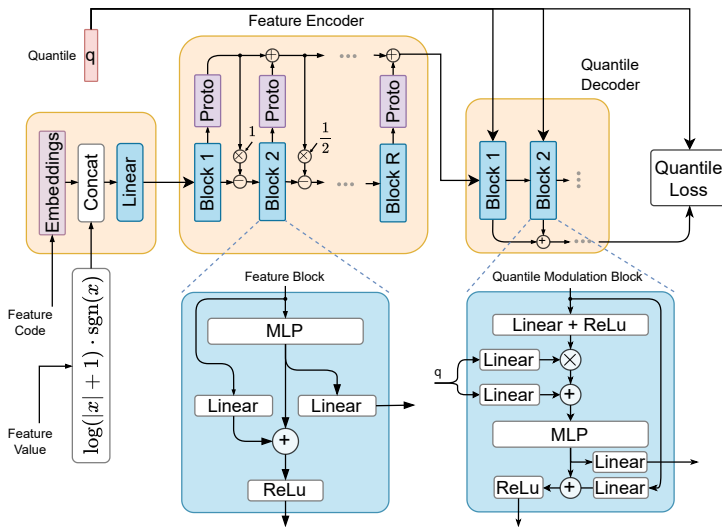 Feature Encoder
Quantile
q
Quantile
Decoder
Proto
Proto
Proto
1
1
2
Embeddings
Concat
Linear
Block 1
Block 2
Block R
Block 1
Block 2
Quantile
Loss
Feature
Code
Feature
Value
log(|x| + 1) · sgn(x)
Feature Block
MLP
Linear
Linear
ReLu
Quantile Modulation Block
Linear + ReLu
q
Linear
Linear
MLP
Linear
ReLu
Linear